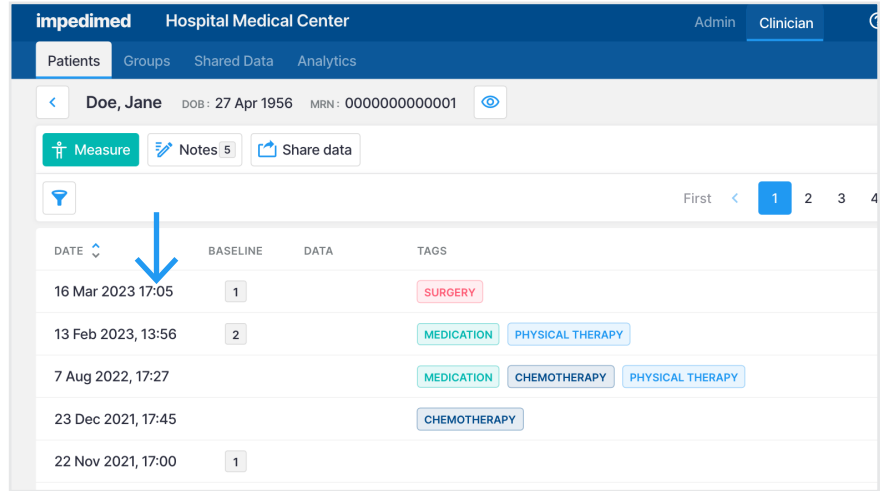 impedimed Hospital Medical Center Admin Clinician
Patients Groups Shared Data Analytics
Doe, Jane DOB: 27 Apr 1956 MRN: 0000000000001
Measure Notes 5 Share data
First 1 2 3 4
DATE BASELINE DATA TAGS
16 Mar 2023 17:05 1 SURGERY
13 Feb 2023, 13:56 2 MEDICATION PHYSICAL THERAPY
7 Aug 2022, 17:27 MEDICATION CHEMOTHERAPY PHYSICAL THERAPY
23 Dec 2021, 17:45 CHEMOTHERAPY
22 Nov 2021, 17:00 1